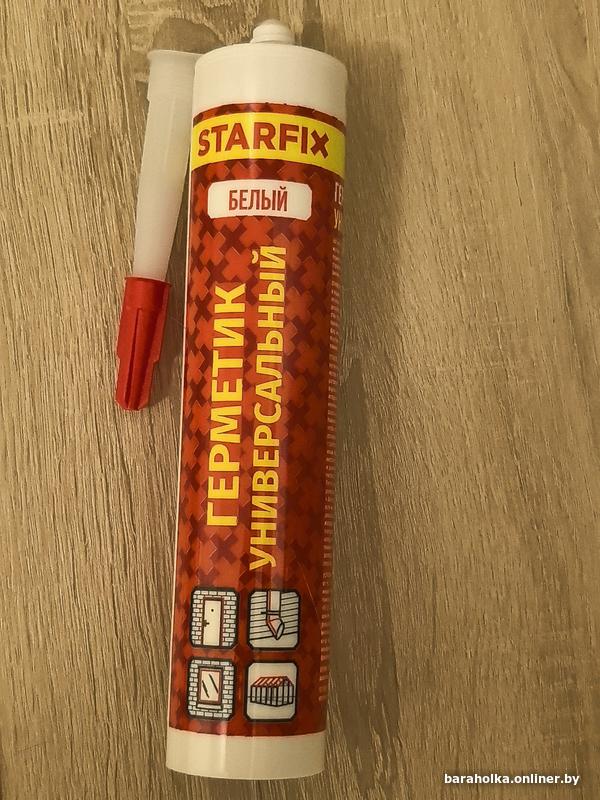 STARFIX
БЕЛЫЙ
ГЕРМЕТИК
УНИВЕРСАЛЬНЫЙ
baraholka.onliner.by